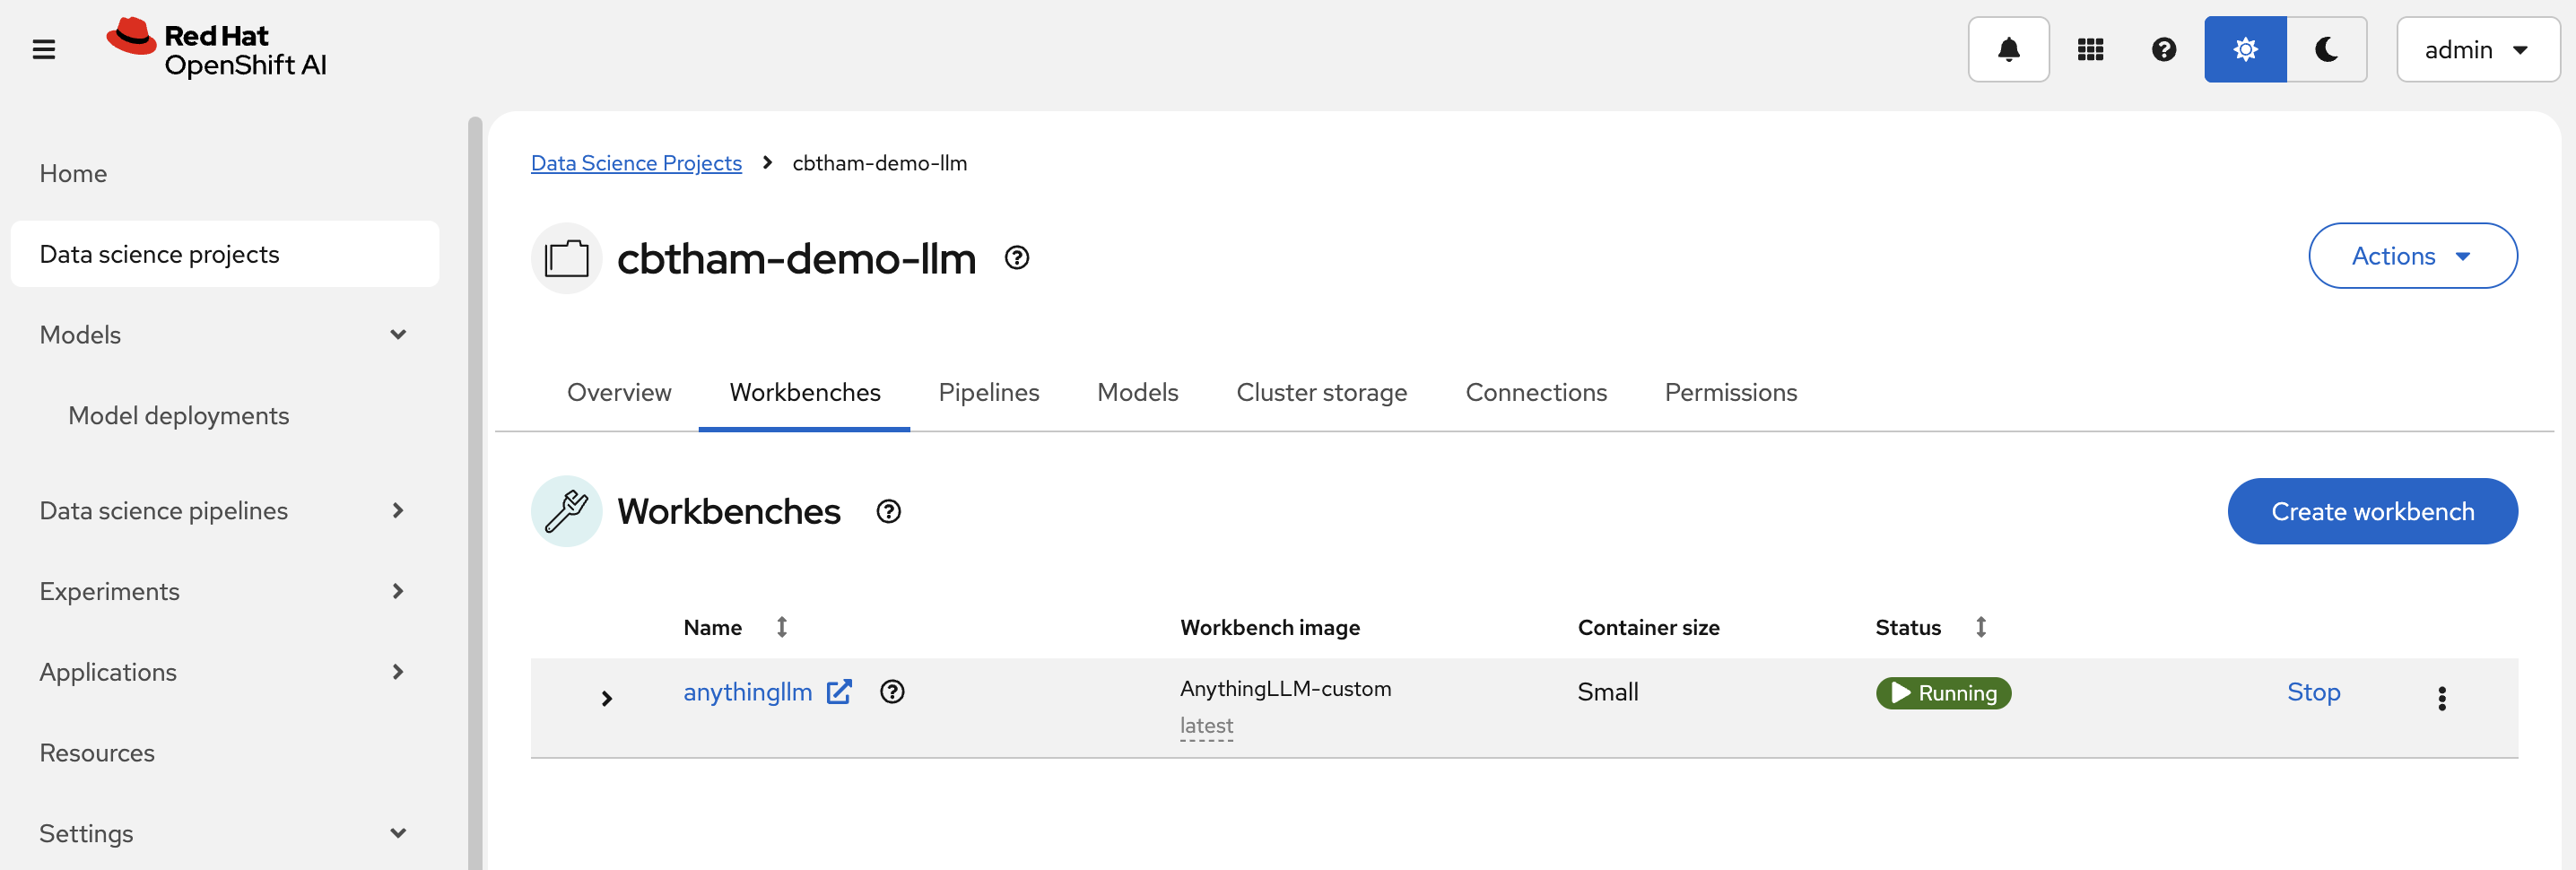 Red Hat
OpenShift AI
admin
Home
Data science projects
Models
Model deployments
Data science pipelines
Experiments
Applications
Resources
Settings
Data Science Projects > cbtham-demo-llm
cbtham-demo-llm
Actions
Overview Workbenches Pipelines Models Cluster storage Connections Permissions
Workbenches
Create workbench
Name Workbench image Container size Status
anythingllm AnythingLLM-custom Small Running Stop
latest